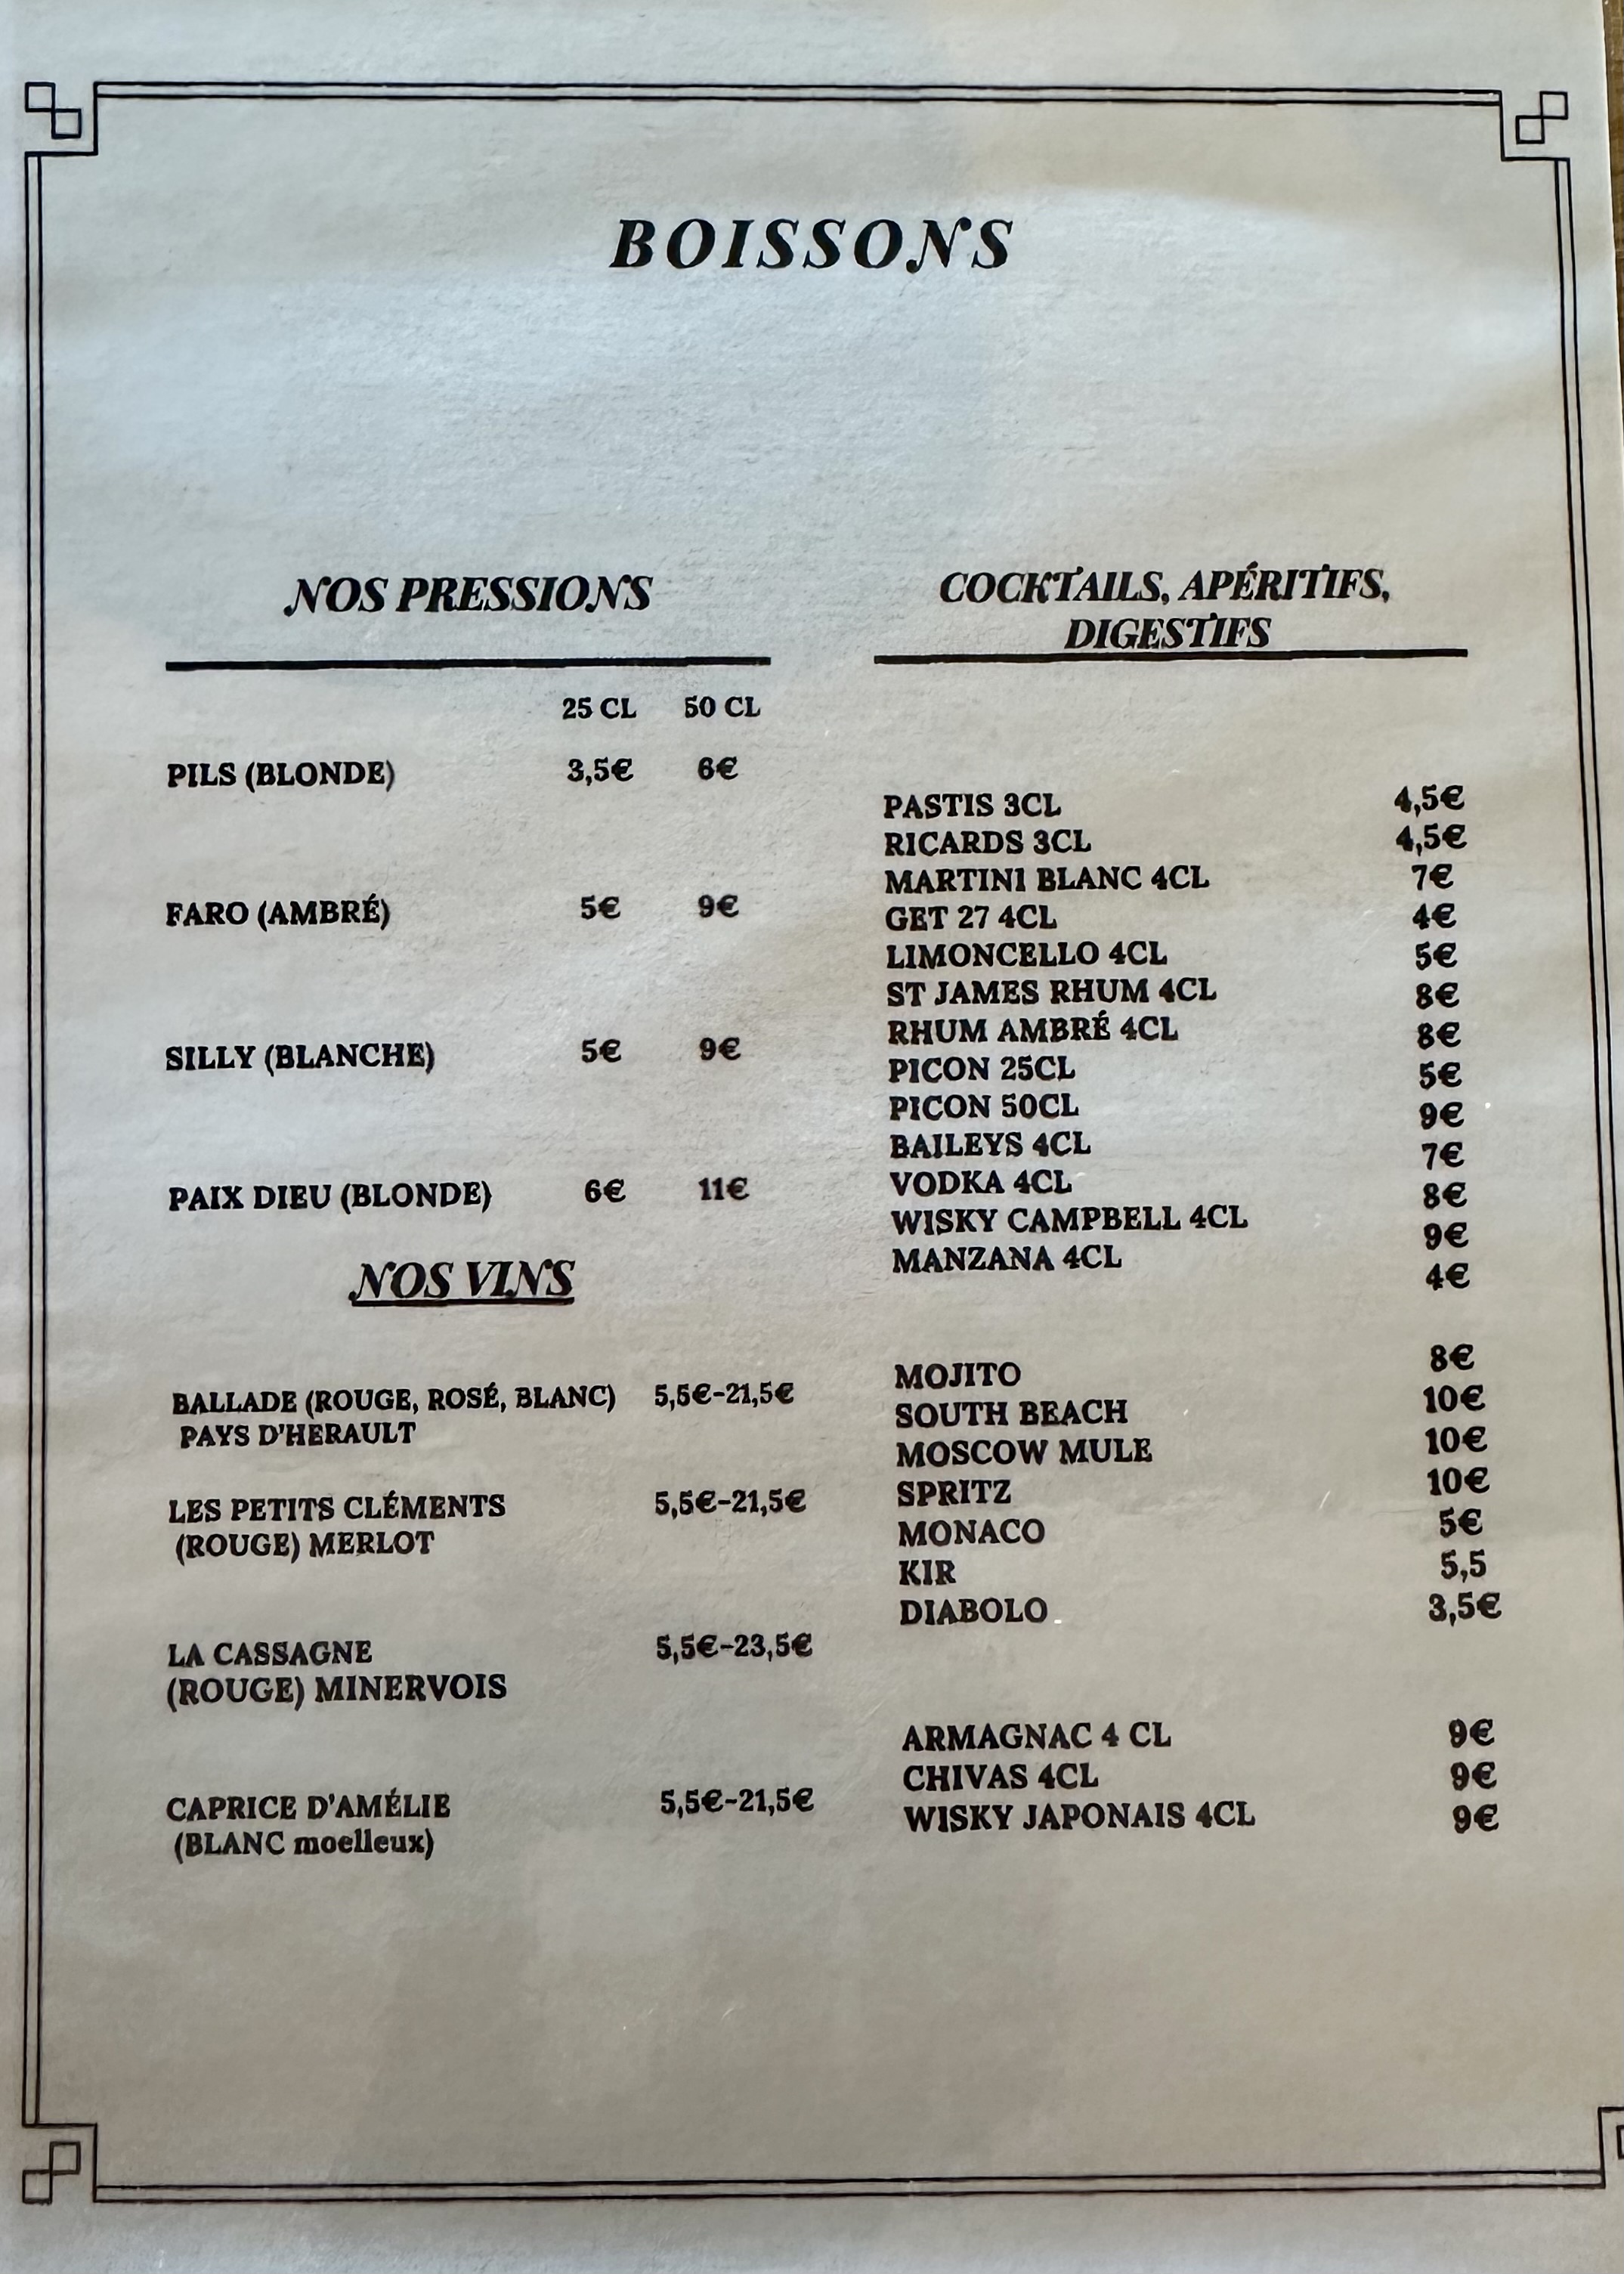 BOISSONS
NOS PRESSIONS
25 CL 50 CL
PILS (BLONDE) 3,5€ 6€
FARO (AMBRÉ) 5€ 9€
SILLY (BLANCHE) 5€ 9€
PAIX DIEU (BLONDE) 6€ 11€
NOS VINS
BALLADE (ROUGE, ROSÉ, BLANC) 5,5€-21,5€
PAYS D'HERAULT
LES PETITS CLÉMENTS 5,5€-21,5€
(ROUGE) MERLOT
LA CASSAGNE 5,5€-23,5€
(ROUGE) MINERVOIS
CAPRICE D'AMÉLIE 5,5€-21,5€
(BLANC moelleux)
COCKTAILS, APÉRITIFS,
DIGESTIFS
PASTIS 3CL 4,5€
RICARDS 3CL 4,5€
MARTINI BLANC 4CL 7€
GET 27 4CL 4€
LIMONCELLO 4CL 5€
ST JAMES RHUM 4CL 8€
RHUM AMBRÉ 4CL 8€
PICON 25CL 5€
PICON 50CL 9€
BAILEYS 4CL 7€
VODKA 4CL 8€
WISKY CAMPBELL 4CL 9€
MANZANA 4CL 4€
MOJITO 8€
SOUTH BEACH 10€
MOSCOW MULE 10€
SPRITZ 10€
MONACO 5€
KIR 5,5
DIABOLO 3,5€
ARMAGNAC 4 CL 9€
CHIVAS 4CL 9€
WISKY JAPONAIS 4CL 9€